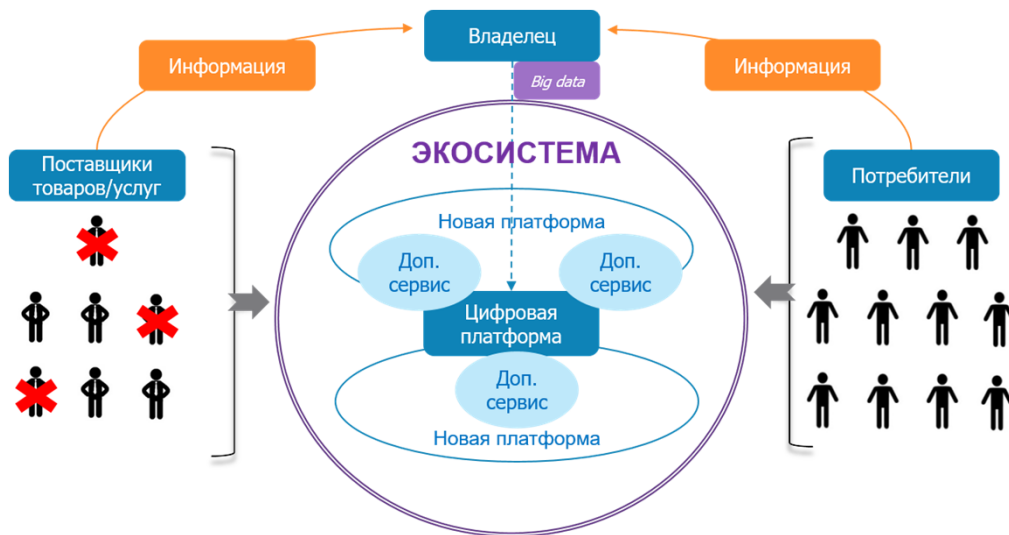 Владелец
Информация
Информация
Big data
ЭКОСИСТЕМА
Поставщики
товаров/услуг
Потребители
Новая платформа
Доп.
сервис
Доп.
сервис
Цифровая
платформа
Доп.
сервис
Новая платформа